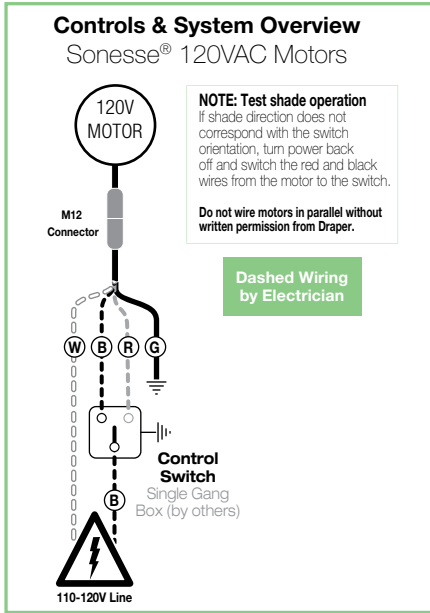 Controls & System Overview
Sonesse® 120VAC Motors
120V
MOTOR
NOTE: Test shade operation
If shade direction does not
correspond with the switch
orientation, turn power back
off and switch the red and black
wires from the motor to the switch.
Do not wire motors in parallel without
written permission from Draper.
M12
Connector
Dashed Wiring
by Electrician
W B R G
Control
Switch
Single Gang
Box (by others)
B
110-120V Line